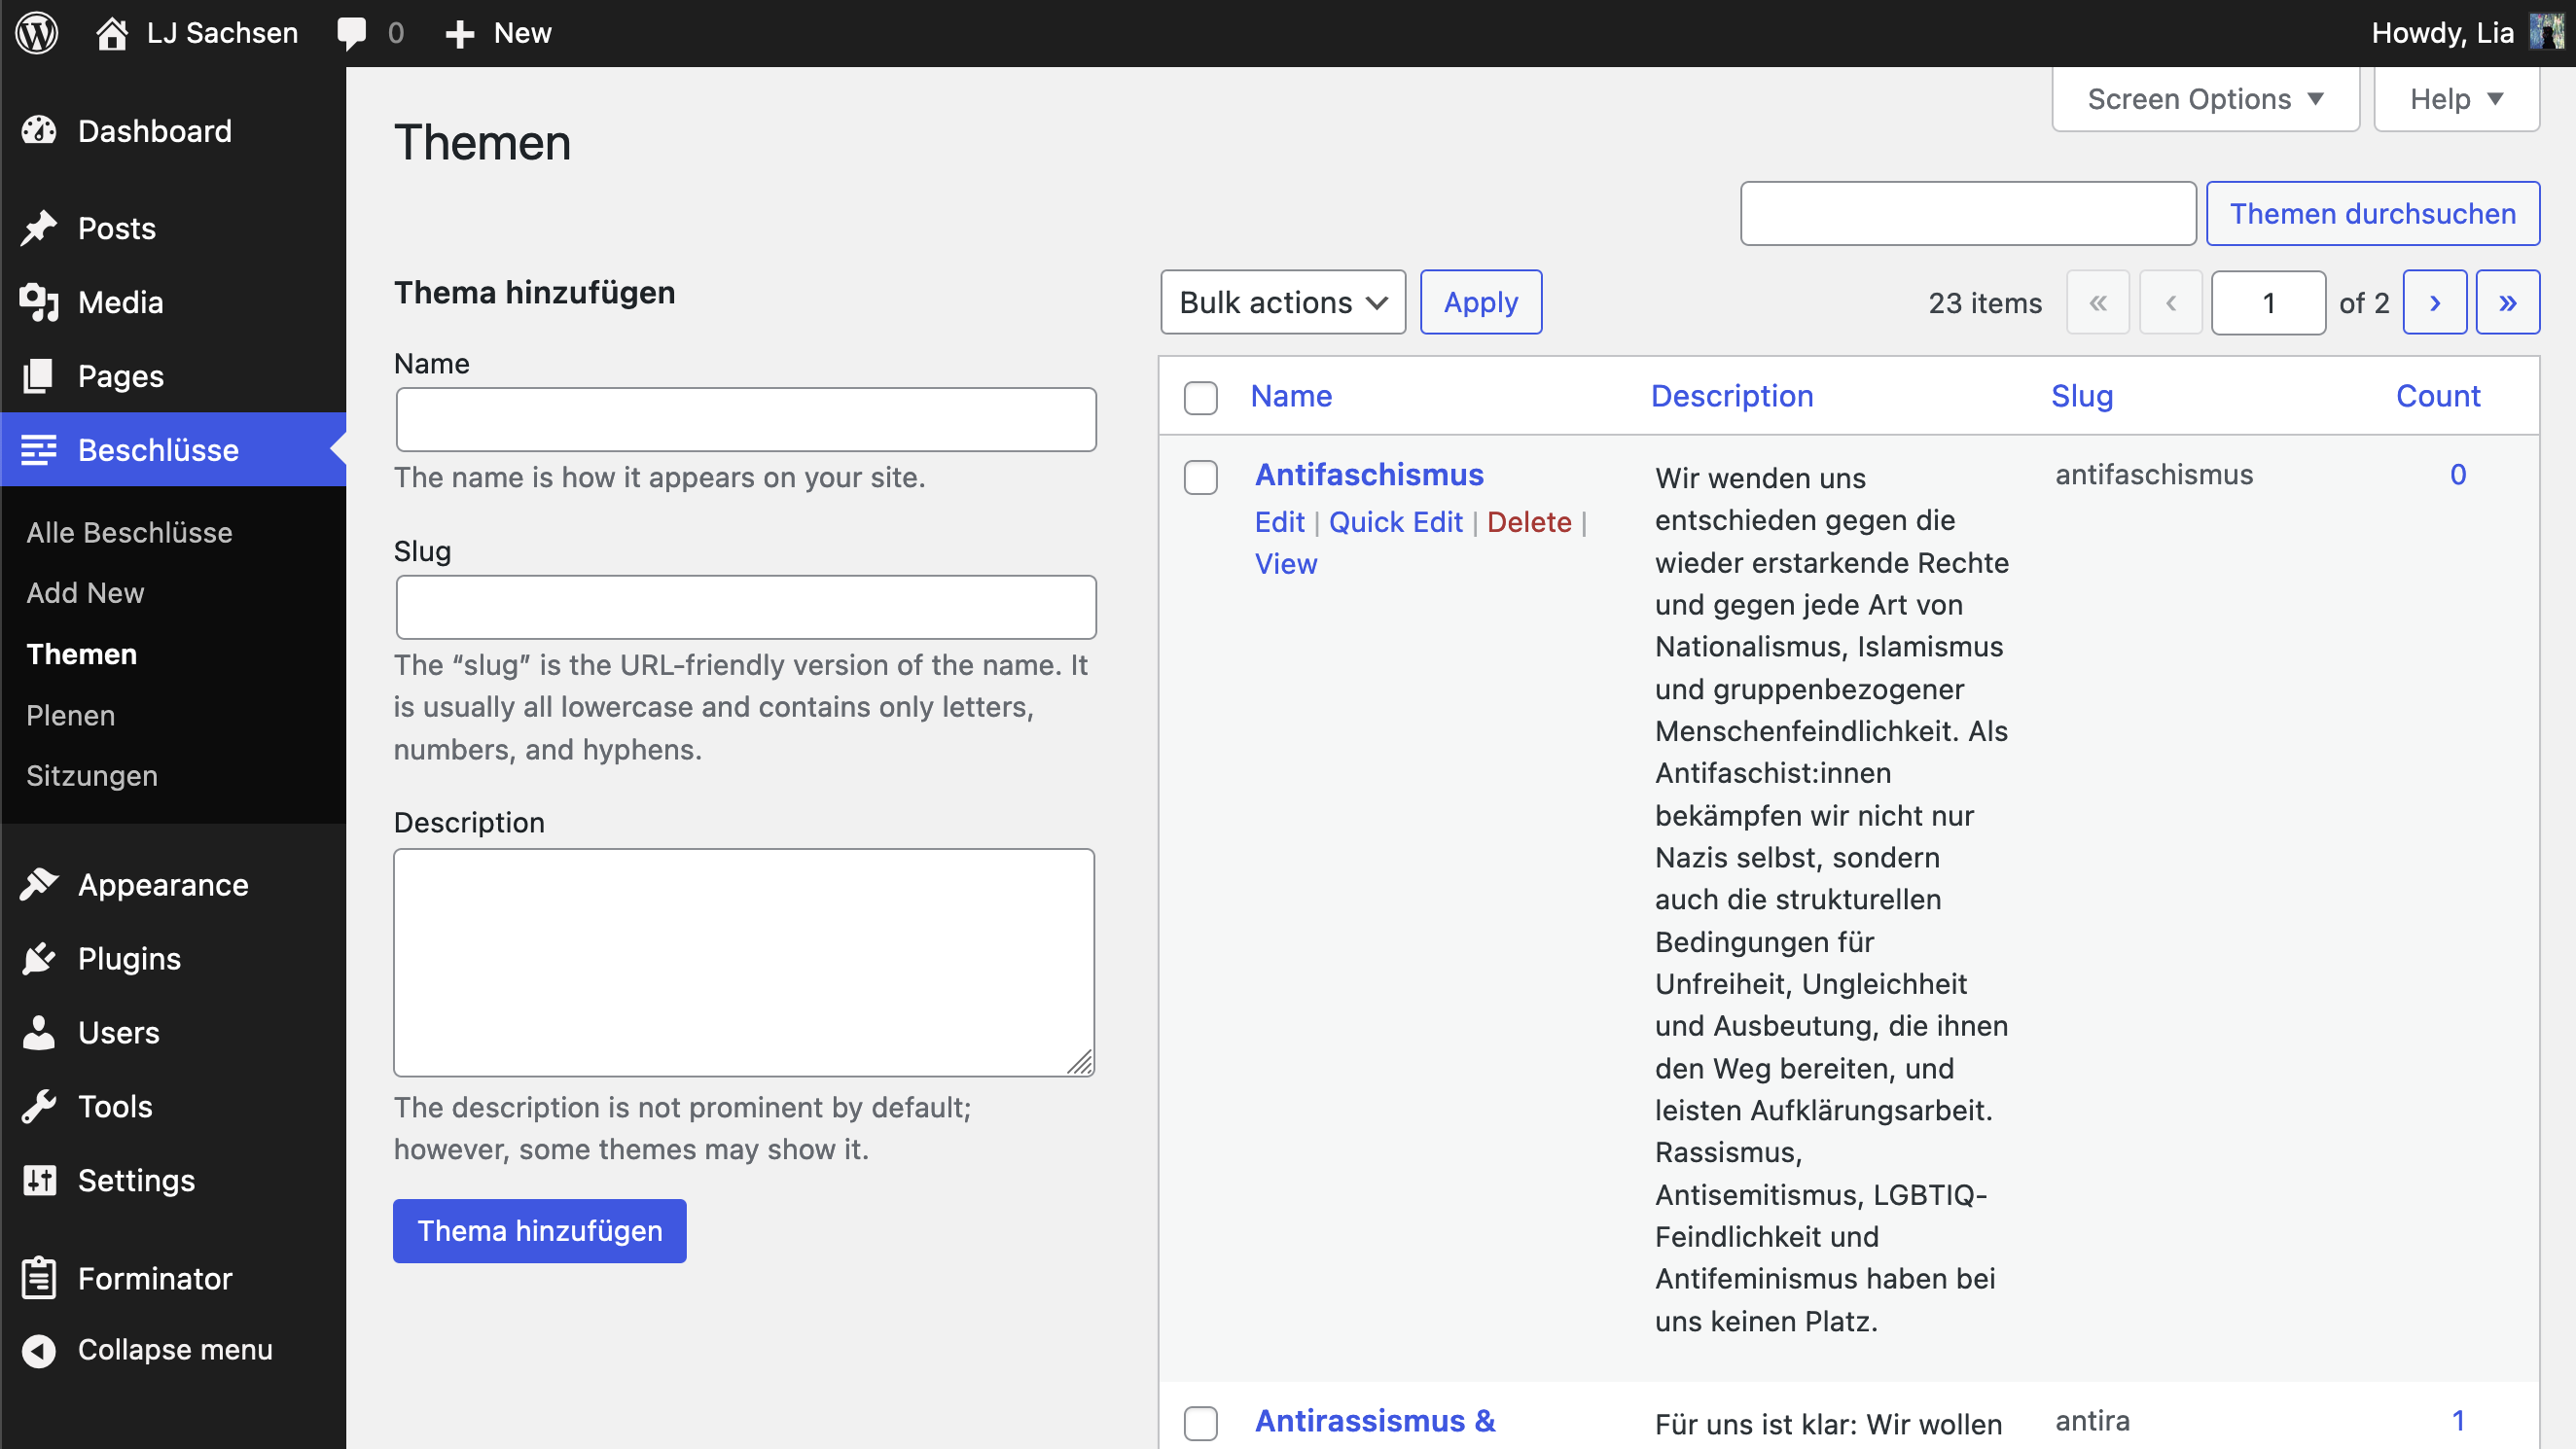 LJ Sachsen
0
New
Howdy, Lia
Dashboard
Posts
Media
Pages
Beschlüsse
Alle Beschlüsse
Add New
Themen
Plenen
Sitzungen
Appearance
Plugins
Users
Tools
Settings
Forminator
Collapse menu
Screen Options
Help
Themen
Themen durchsuchen
Thema hinzufügen
Name
The name is how it appears on your site.
Slug
The “slug” is the URL-friendly version of the name. It
is usually all lowercase and contains only letters,
numbers, and hyphens.
Description
The description is not prominent by default;
however, some themes may show it.
Thema hinzufügen
Bulk actions
Apply
23 items « ‹ 1 of 2 › »
Name Description Slug Count
Antifaschismus
Edit | Quick Edit | Delete |
View
Wir wenden uns
entschieden gegen die
wieder erstarkende Rechte
und gegen jede Art von
Nationalismus, Islamismus
und gruppenbezogener
Menschenfeindlichkeit. Als
Antifaschist:innen
bekämpfen wir nicht nur
Nazis selbst, sondern
auch die strukturellen
Bedingungen für
Unfreiheit, Ungleichheit
und Ausbeutung, die ihnen
den Weg bereiten, und
leisten Aufklärungsarbeit.
Rassismus,
Antisemitismus, LGBTIQ-
Feindlichkeit und
Antifeminismus haben bei
uns keinen Platz.
antifaschismus
0
Antirassismus &
Für uns ist klar: Wir wollen
antira
1